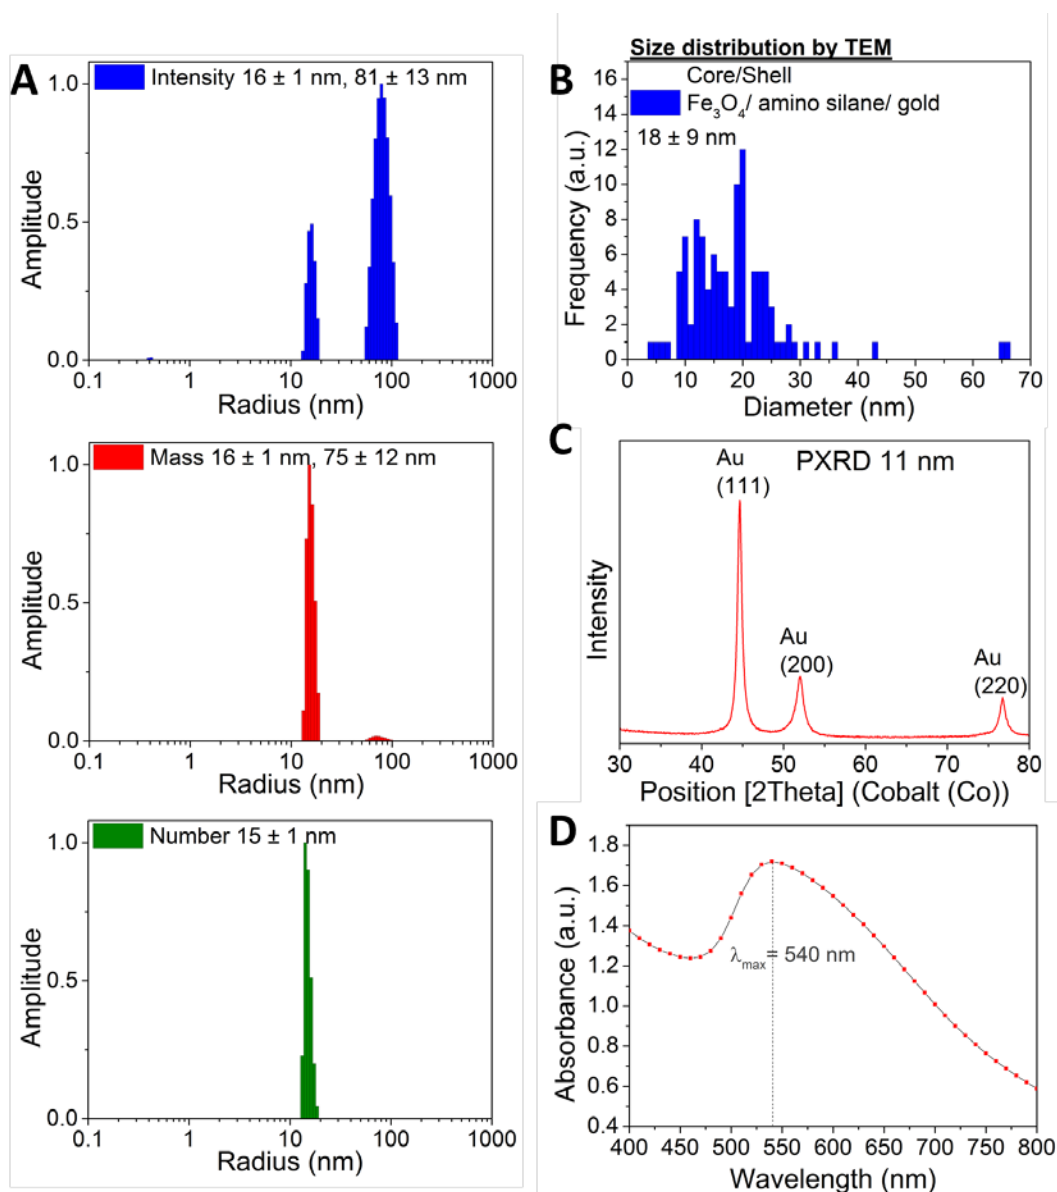 A
Intensity 16 ± 1 nm, 81 ± 13 nm
1.0
0.5
0.0
Amplitude
0.1 1 10 100 1000
Radius (nm)
Mass 16 ± 1 nm, 75 ± 12 nm
1.0
0.5
0.0
Amplitude
0.1 1 10 100 1000
Radius (nm)
Number 15 ± 1 nm
1.0
0.5
0.0
Amplitude
0.1 1 10 100 1000
Radius (nm)
Size distribution by TEM
B
Core/Shell
Fe₃O₄/ amino silane/ gold
18 ± 9 nm
16
14
12
10
8
6
4
2
0
Frequency (a.u.)
0 10 20 30 40 50 60 70
Diameter (nm)
C
PXRD 11 nm
Au
(111)
Au
(200)
Au
(220)
Intensity
30 40 50 60 70 80
Position [2Theta] (Cobalt (Co))
D
1.8
1.6
1.4
1.2
1.0
0.8
0.6
0.4
Absorbance (a.u.)
λmax = 540 nm
400 450 500 550 600 650 700 750 800
Wavelength (nm)